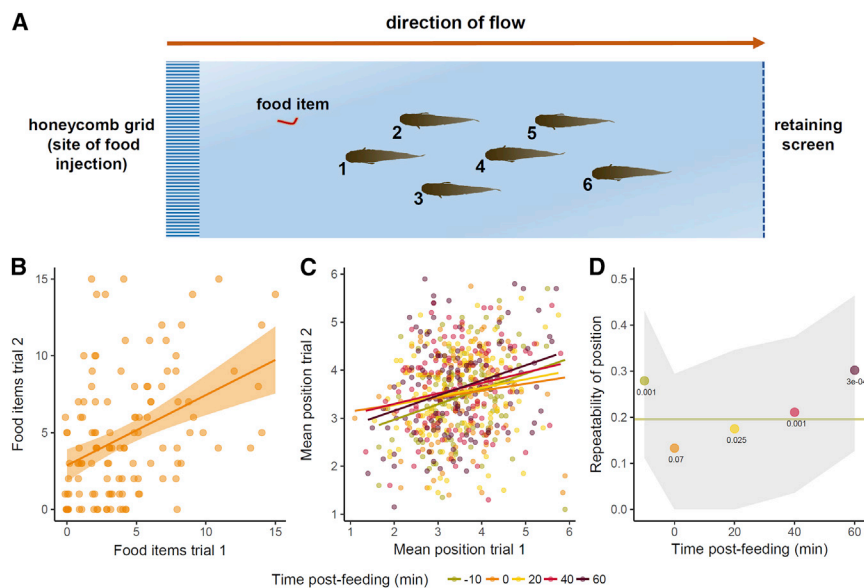 A
direction of flow
honeycomb grid
(site of food
injection)
food item
1
2
3
4
5
6
retaining
screen
B
Food items trial 2
15
10
5
0
0
5
10
15
Food items trial 1
C
Mean position trial 2
6
5
4
3
2
1
1
2
3
4
5
6
Mean position trial 1
D
Repeatability of position
0.5
0.4
0.3
0.2
0.1
0.0
0.001
0.07
0.025
0.001
3e-04
0
20
40
60
Time post-feeding (min)
Time post-feeding (min) -10 0 20 40 60